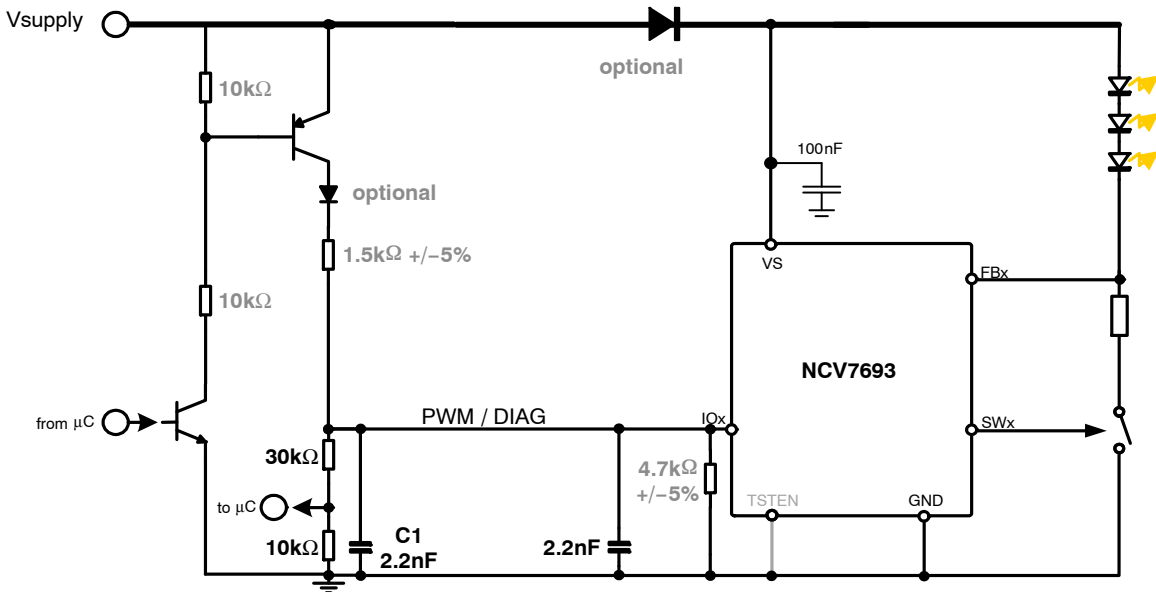 Vsupply
optional
10kΩ
optional
100nF
1.5kΩ +/−5%
VS
FBx
10kΩ
NCV7693
from µC
PWM / DIAG
IOx
SWx
30kΩ
4.7kΩ
+/−5%
to µC
TSTEN
GND
10kΩ
C1
2.2nF
2.2nF